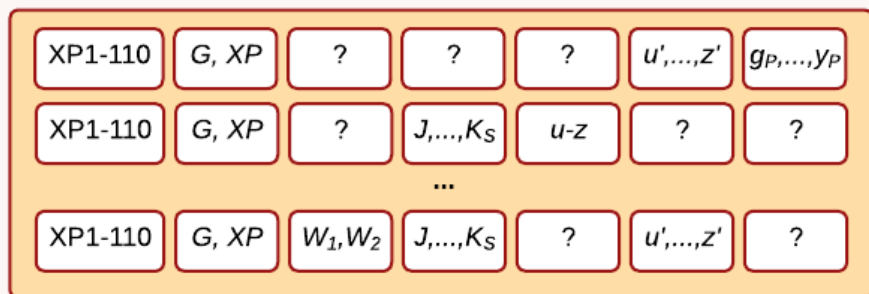 XP1-110 G, XP ? ? ? u',...,z' gP,...,yP
XP1-110 G, XP ? J,...,KS u-z ? ?
...
XP1-110 G, XP W1,W2 J,...,KS ? u',...,z' ?